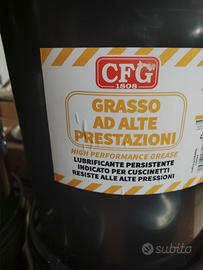 CFG
1808
GRASSO
AD ALTE
PRESTAZIONI
HIGH PERFORMANCE GREASE
LUBRIFICANTE PERSISTENTE
INDICATO PER CUSCINETTI
RESISTE ALLE ALTE PRESSIONI
subito